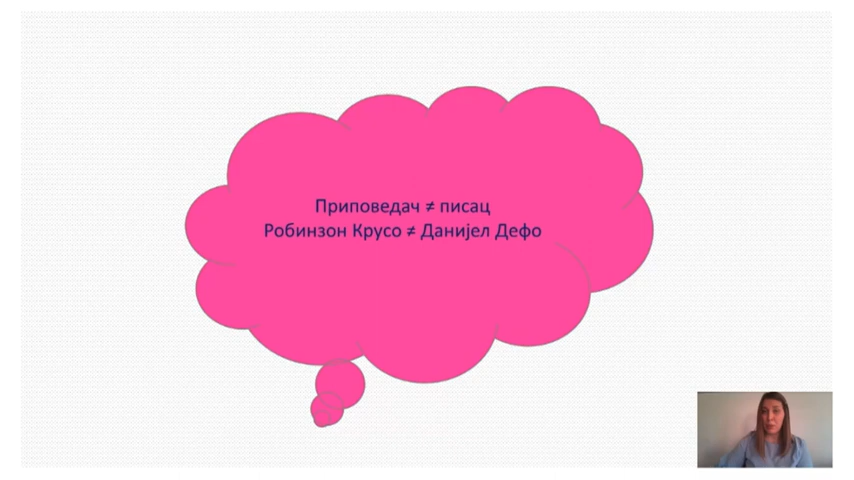 Приповедач ≠ писац
Робинзон Крусо ≠ Данијел Дефо